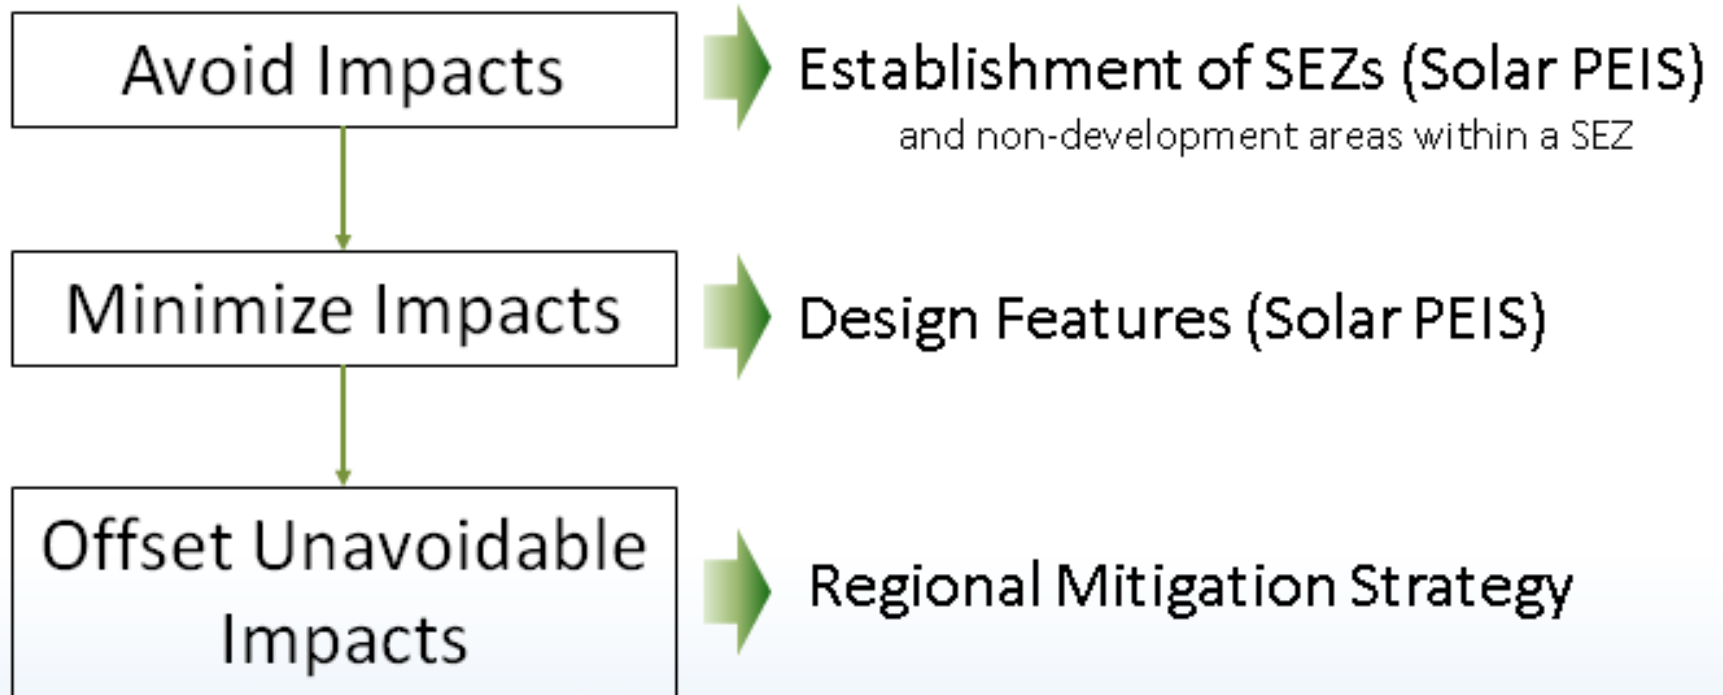 Avoid Impacts
Establishment of SEZs (Solar PEIS)
and non-development areas within a SEZ
Minimize Impacts
Design Features (Solar PEIS)
Offset Unavoidable
Impacts
Regional Mitigation Strategy